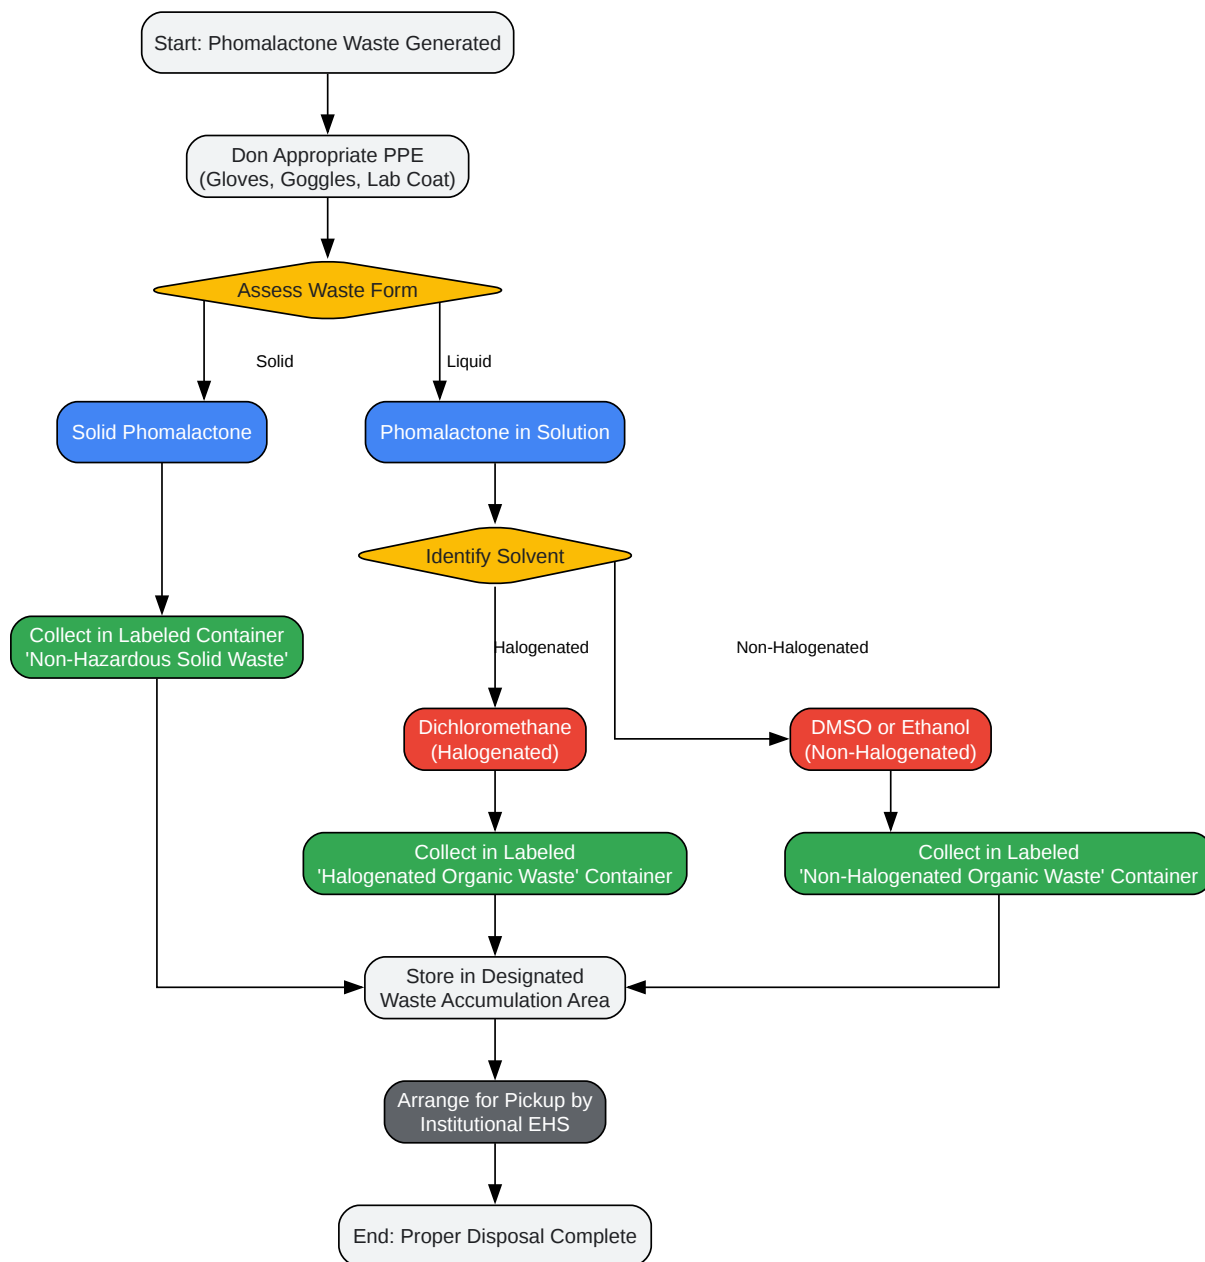 Start: Phomalactone Waste Generated
Don Appropriate PPE
(Gloves, Goggles, Lab Coat)
Assess Waste Form
Solid
Liquid
Solid Phomalactone
Phomalactone in Solution
Identify Solvent
Collect in Labeled Container
'Non-Hazardous Solid Waste'
Halogenated
Non-Halogenated
Dichloromethane
(Halogenated)
DMSO or Ethanol
(Non-Halogenated)
Collect in Labeled
'Halogenated Organic Waste' Container
Collect in Labeled
'Non-Halogenated Organic Waste' Container
Store in Designated
Waste Accumulation Area
Arrange for Pickup by
Institutional EHS
End: Proper Disposal Complete